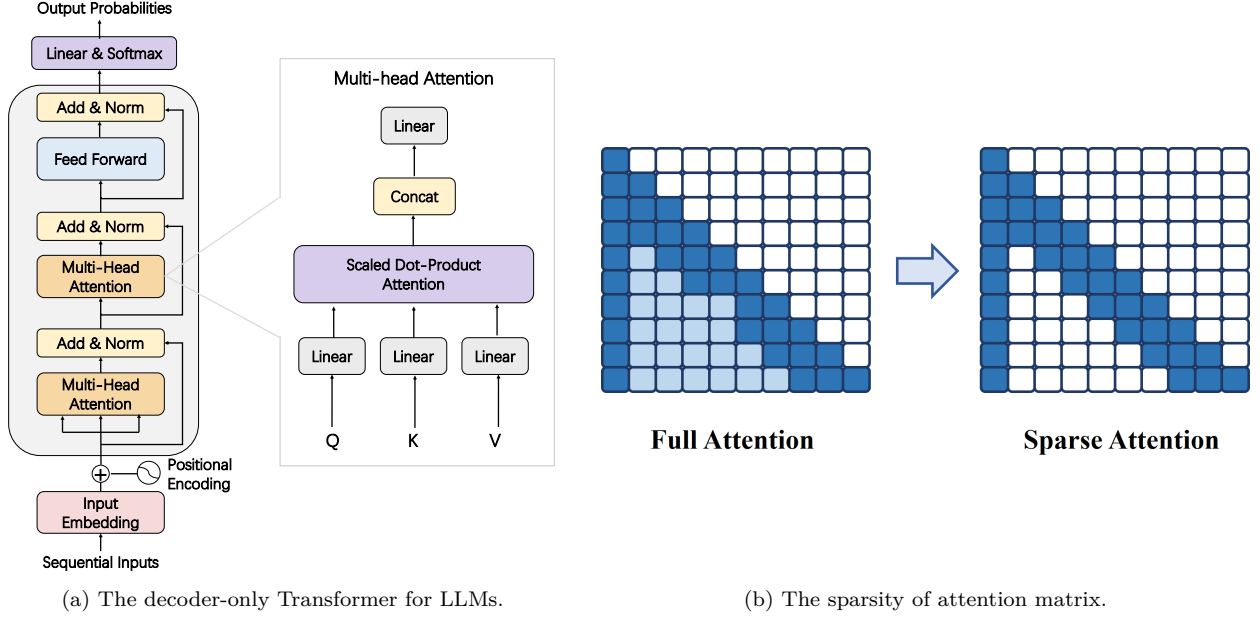 Output Probabilities
Linear & Softmax
Add & Norm
Feed Forward
Add & Norm
Multi-Head
Attention
Add & Norm
Multi-Head
Attention
Positional
Encoding
Input
Embedding
Sequential Inputs
Multi-head Attention
Linear
Concat
Scaled Dot-Product
Attention
Linear
Linear
Linear
Q
K
V
(a) The decoder-only Transformer for LLMs.
Full Attention
Sparse Attention
(b) The sparsity of attention matrix.